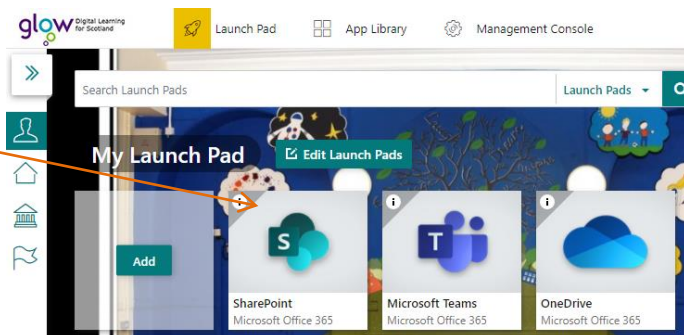 glow Digital Learning for Scotland
Launch Pad App Library Management Console
Search Launch Pads Launch Pads
My Launch Pad Edit Launch Pads
Add
S T
SharePoint Microsoft Teams OneDrive
Microsoft Office 365 Microsoft Office 365 Microsoft Office 365